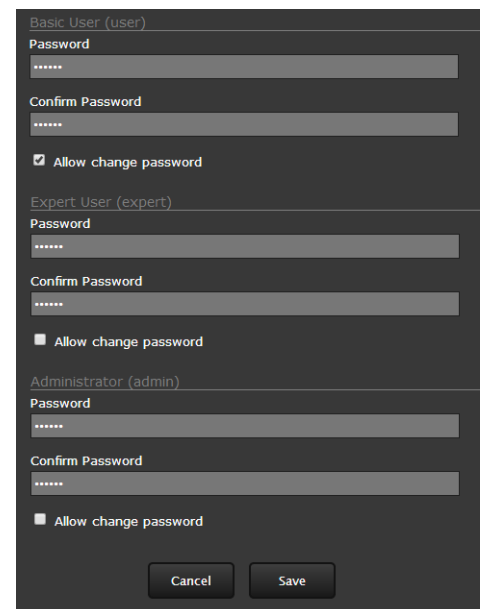 Basic User (user)
Password
••••••
Confirm Password
••••••
Allow change password
Expert User (expert)
Password
••••••
Confirm Password
••••••
Allow change password
Administrator (admin)
Password
••••••
Confirm Password
••••••
Allow change password
Cancel Save